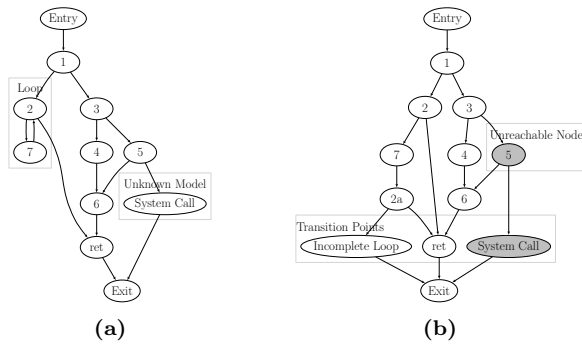 Entry
1
Loop
2
3
7
4
5
Unknown Model
System Call
6
ret
Exit
(a)
Entry
1
2
3
Unreachable Node
7
4
5
2a
6
Transition Points
Incomplete Loop
ret
System Call
Exit
(b)